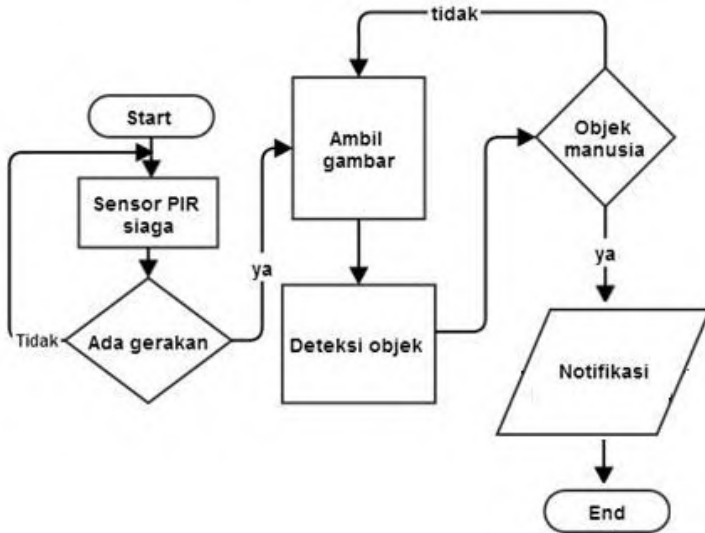 Start
Sensor PIR
siaga
Ada gerakan
Tidak
ya
Ambil
gambar
Deteksi objek
Objek
manusia
tidak
ya
Notifikasi
End